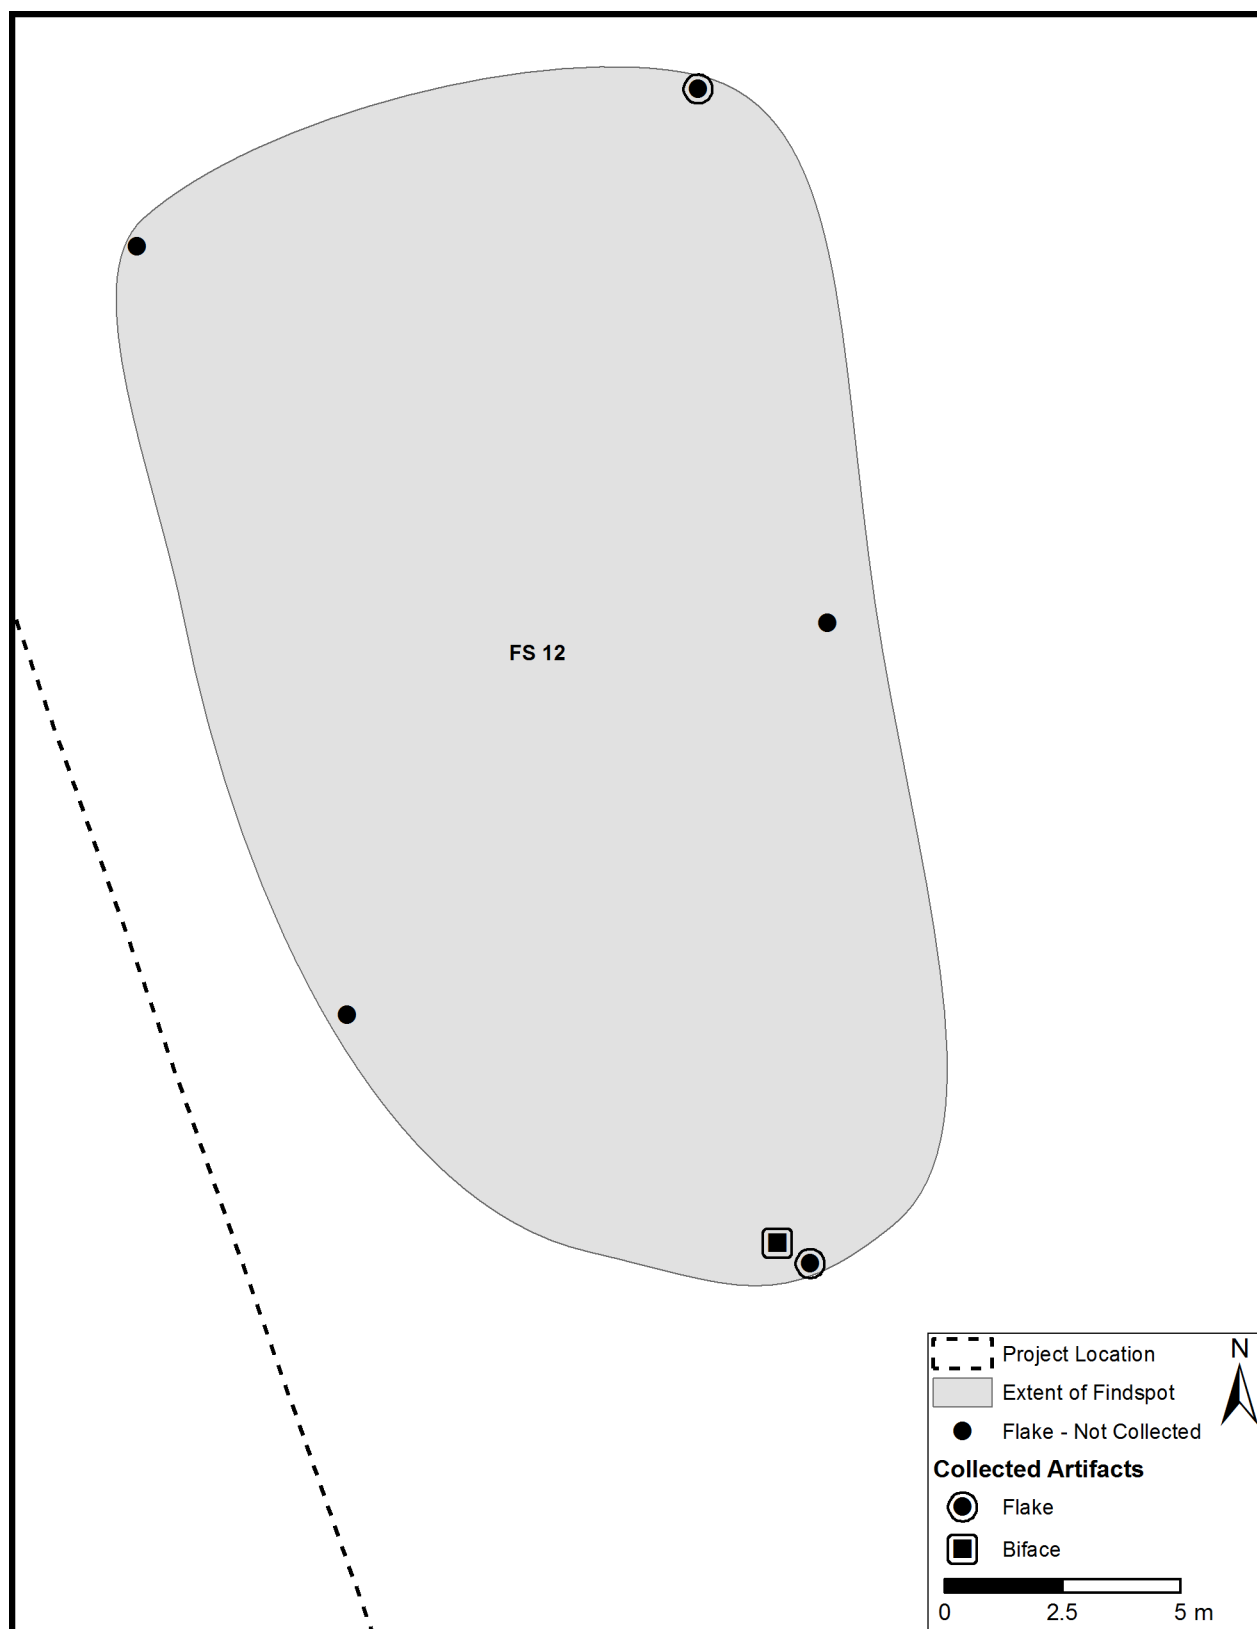 FS 12
N
Project Location
Extent of Findspot
Flake - Not Collected
Collected Artifacts
Flake
Biface
0 2.5 5 m